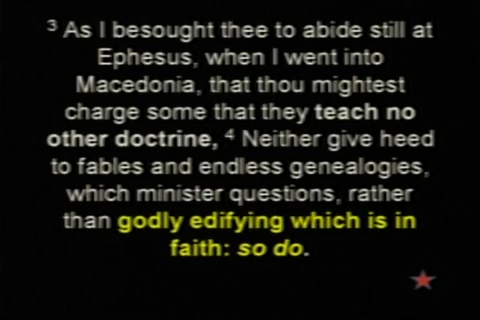 ³ As I besought thee to abide still at
Ephesus, when I went into
Macedonia, that thou mightest
charge some that they teach no
other doctrine, ⁴ Neither give heed
to fables and endless genealogies,
which minister questions, rather
than godly edifying which is in
faith: so do.